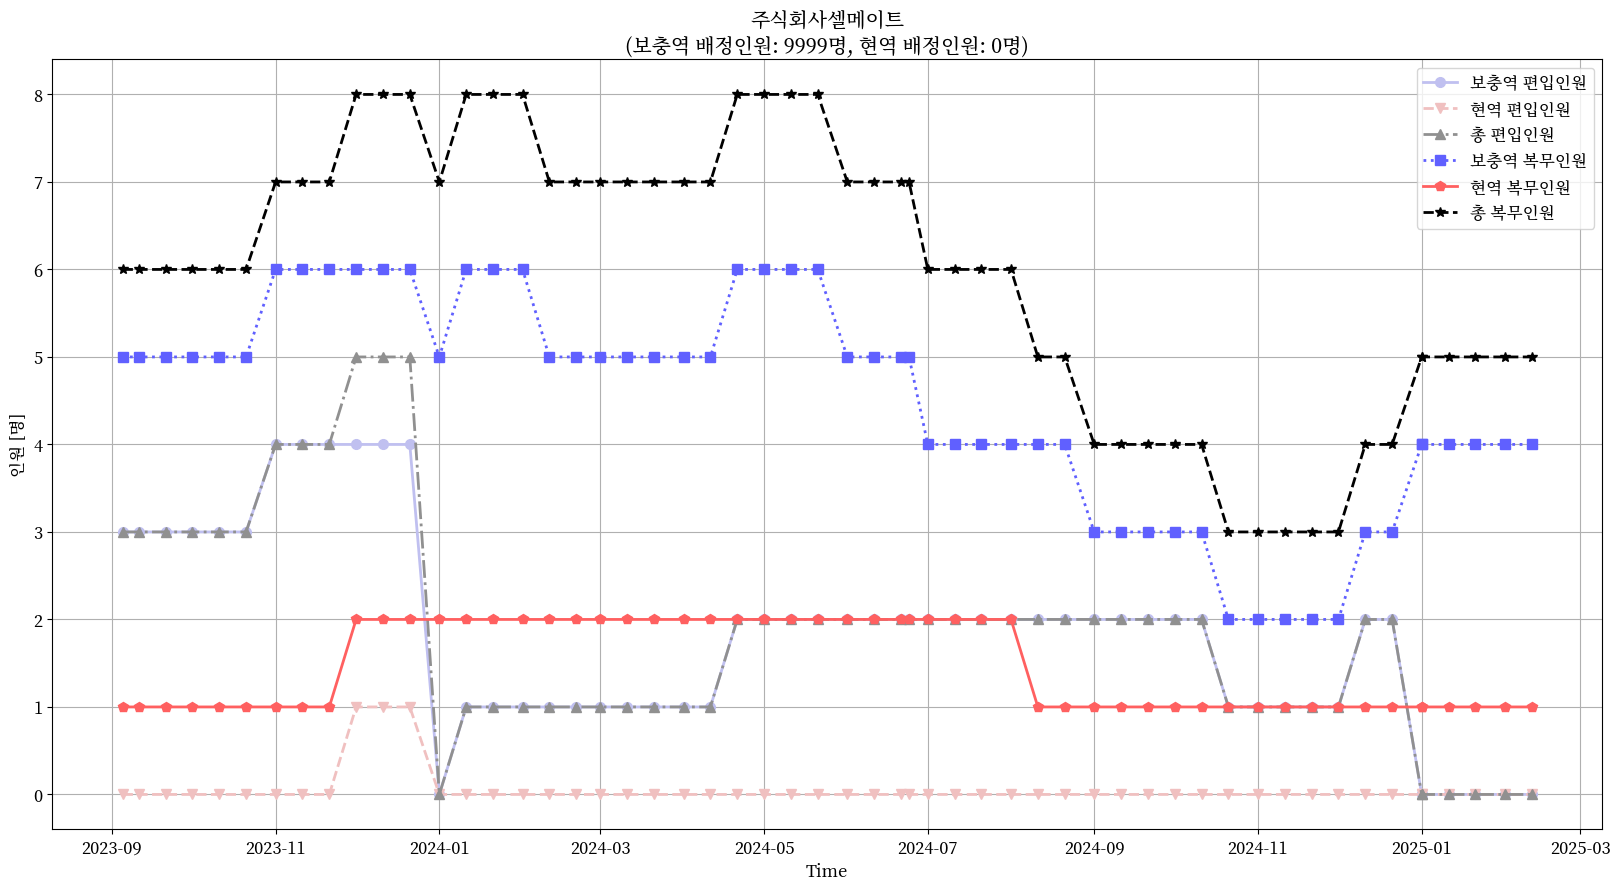 주식회사셀메이트
(보충역 배정인원: 9999명, 현역 배정인원: 0명)
보충역 편입인원
현역 편입인원
총 편입인원
보충역 복무인원
현역 복무인원
총 복무인원
인원 [명]
8
7
6
5
4
3
2
1
0
2023-09
2023-11
2024-01
2024-03
2024-05
2024-07
2024-09
2024-11
2025-01
2025-03
Time